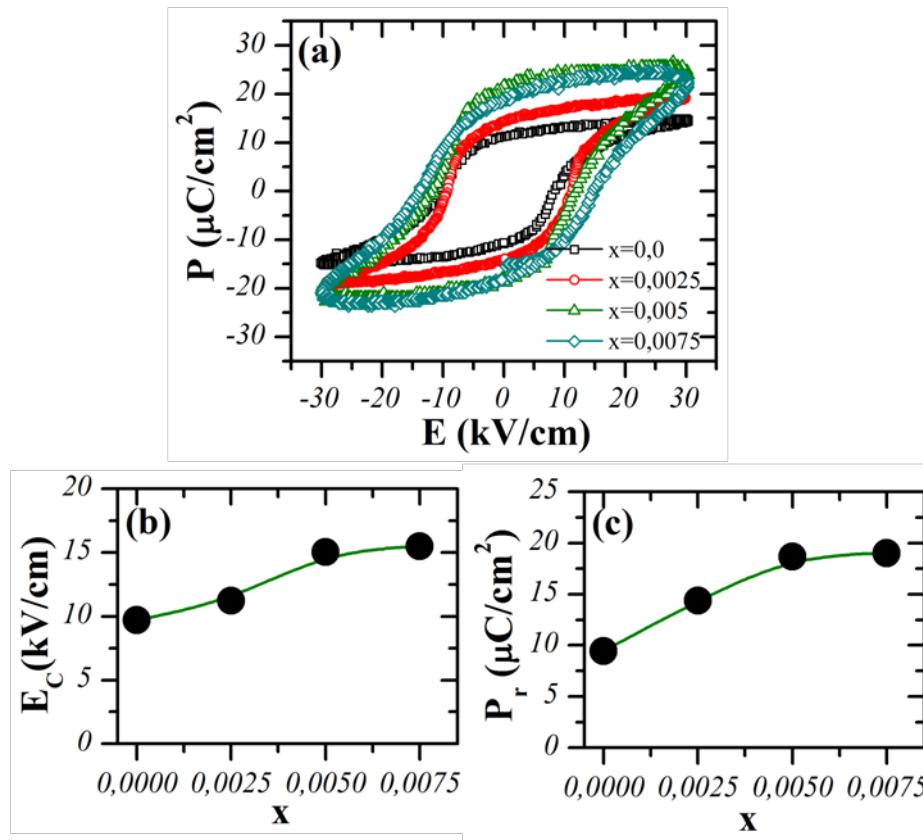 (a)
30
20
10
0
-10
-20
-30
P (μC/cm²)
x=0,0
x=0,0025
x=0,005
x=0,0075
-30 -20 -10 0 10 20 30
E (kV/cm)
(b)
20
15
10
5
0
E_C(kV/cm)
0,0000 0,0025 0,0050 0,0075
x
(c)
25
20
15
10
5
0
P_r (μC/cm²)
0,0000 0,0025 0,0050 0,0075
x